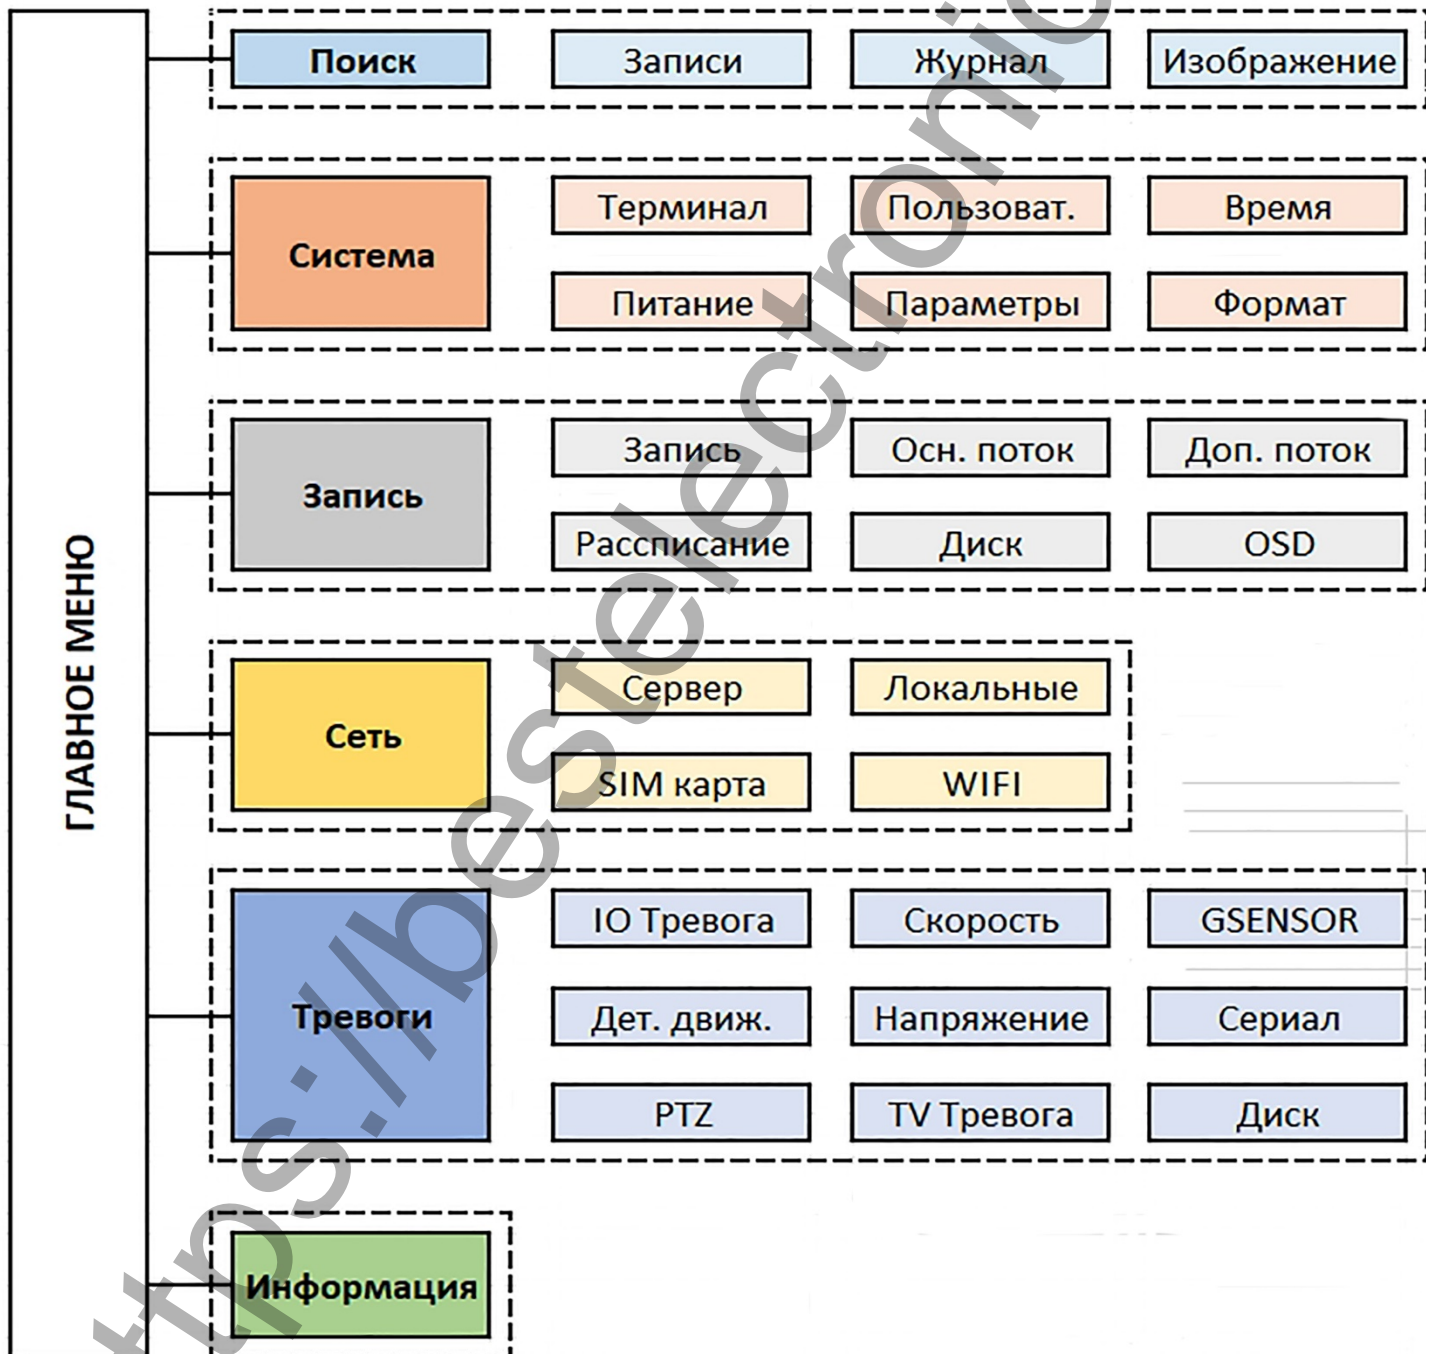 ГЛАВНОЕ МЕНЮ
Поиск Записи Журнал Изображение
Система
Терминал Пользоват. Время
Питание Параметры Формат
Запись
Запись Осн. поток Доп. поток
Рассписание Диск OSD
Сеть
Сервер Локальные
SIM карта WIFI
Тревоги
IO Тревога Скорость GSENSOR
Дет. движ. Напряжение Сериал
PTZ TV Тревога Диск
Информация
ttps://bestelectronic